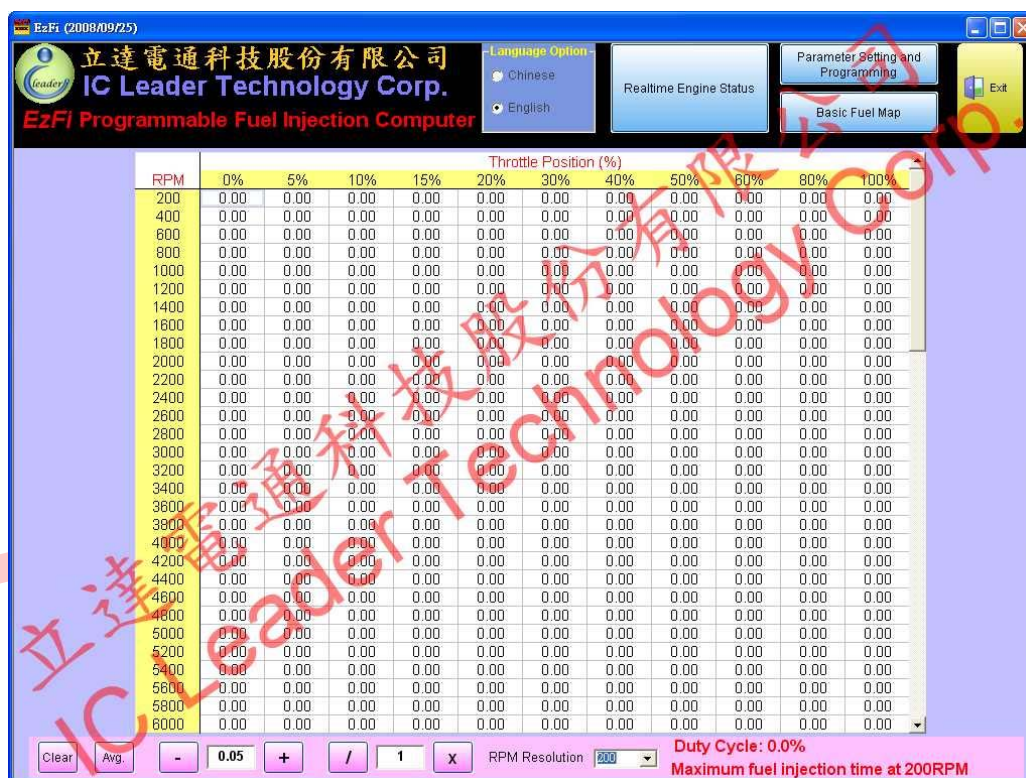 EzFi (2008/09/25)
立達電通科技股份有限公司
IC Leader Technology Corp.
EzFi Programmable Fuel Injection Computer
leader
Language Option
Chinese
English
Realtime Engine Status
Parameter Setting and Programming
Basic Fuel Map
Exit
Throttle Position (%)
RPM 0% 5% 10% 15% 20% 30% 40% 50% 60% 80% 100%
200 0.00 0.00 0.00 0.00 0.00 0.00 0.00 0.00 0.00 0.00 0.00
400 0.00 0.00 0.00 0.00 0.00 0.00 0.00 0.00 0.00 0.00 0.00
600 0.00 0.00 0.00 0.00 0.00 0.00 0.00 0.00 0.00 0.00 0.00
800 0.00 0.00 0.00 0.00 0.00 0.00 0.00 0.00 0.00 0.00 0.00
1000 0.00 0.00 0.00 0.00 0.00 0.00 0.00 0.00 0.00 0.00 0.00
1200 0.00 0.00 0.00 0.00 0.00 0.00 0.00 0.00 0.00 0.00 0.00
1400 0.00 0.00 0.00 0.00 0.00 0.00 0.00 0.00 0.00 0.00 0.00
1600 0.00 0.00 0.00 0.00 0.00 0.00 0.00 0.00 0.00 0.00 0.00
1800 0.00 0.00 0.00 0.00 0.00 0.00 0.00 0.00 0.00 0.00 0.00
2000 0.00 0.00 0.00 0.00 0.00 0.00 0.00 0.00 0.00 0.00 0.00
2200 0.00 0.00 0.00 0.00 0.00 0.00 0.00 0.00 0.00 0.00 0.00
2400 0.00 0.00 0.00 0.00 0.00 0.00 0.00 0.00 0.00 0.00 0.00
2600 0.00 0.00 0.00 0.00 0.00 0.00 0.00 0.00 0.00 0.00 0.00
2800 0.00 0.00 0.00 0.00 0.00 0.00 0.00 0.00 0.00 0.00 0.00
3000 0.00 0.00 0.00 0.00 0.00 0.00 0.00 0.00 0.00 0.00 0.00
3200 0.00 0.00 0.00 0.00 0.00 0.00 0.00 0.00 0.00 0.00 0.00
3400 0.00 0.00 0.00 0.00 0.00 0.00 0.00 0.00 0.00 0.00 0.00
3600 0.00 0.00 0.00 0.00 0.00 0.00 0.00 0.00 0.00 0.00 0.00
3800 0.00 0.00 0.00 0.00 0.00 0.00 0.00 0.00 0.00 0.00 0.00
4000 0.00 0.00 0.00 0.00 0.00 0.00 0.00 0.00 0.00 0.00 0.00
4200 0.00 0.00 0.00 0.00 0.00 0.00 0.00 0.00 0.00 0.00 0.00
4400 0.00 0.00 0.00 0.00 0.00 0.00 0.00 0.00 0.00 0.00 0.00
4600 0.00 0.00 0.00 0.00 0.00 0.00 0.00 0.00 0.00 0.00 0.00
4800 0.00 0.00 0.00 0.00 0.00 0.00 0.00 0.00 0.00 0.00 0.00
5000 0.00 0.00 0.00 0.00 0.00 0.00 0.00 0.00 0.00 0.00 0.00
5200 0.00 0.00 0.00 0.00 0.00 0.00 0.00 0.00 0.00 0.00 0.00
5400 0.00 0.00 0.00 0.00 0.00 0.00 0.00 0.00 0.00 0.00 0.00
5600 0.00 0.00 0.00 0.00 0.00 0.00 0.00 0.00 0.00 0.00 0.00
5800 0.00 0.00 0.00 0.00 0.00 0.00 0.00 0.00 0.00 0.00 0.00
6000 0.00 0.00 0.00 0.00 0.00 0.00 0.00 0.00 0.00 0.00 0.00
立達電通科技股份有限公司
IC Leader Technology Corp.
Clear Avg. - 0.05 + / 1 x RPM Resolution 200 Duty Cycle: 0.0%
Maximum fuel injection time at 200RPM